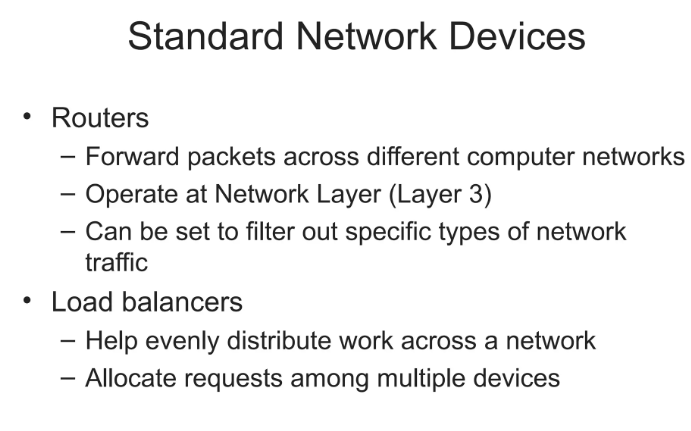 Standard Network Devices
• Routers
– Forward packets across different computer networks
– Operate at Network Layer (Layer 3)
– Can be set to filter out specific types of network
traffic
• Load balancers
– Help evenly distribute work across a network
– Allocate requests among multiple devices